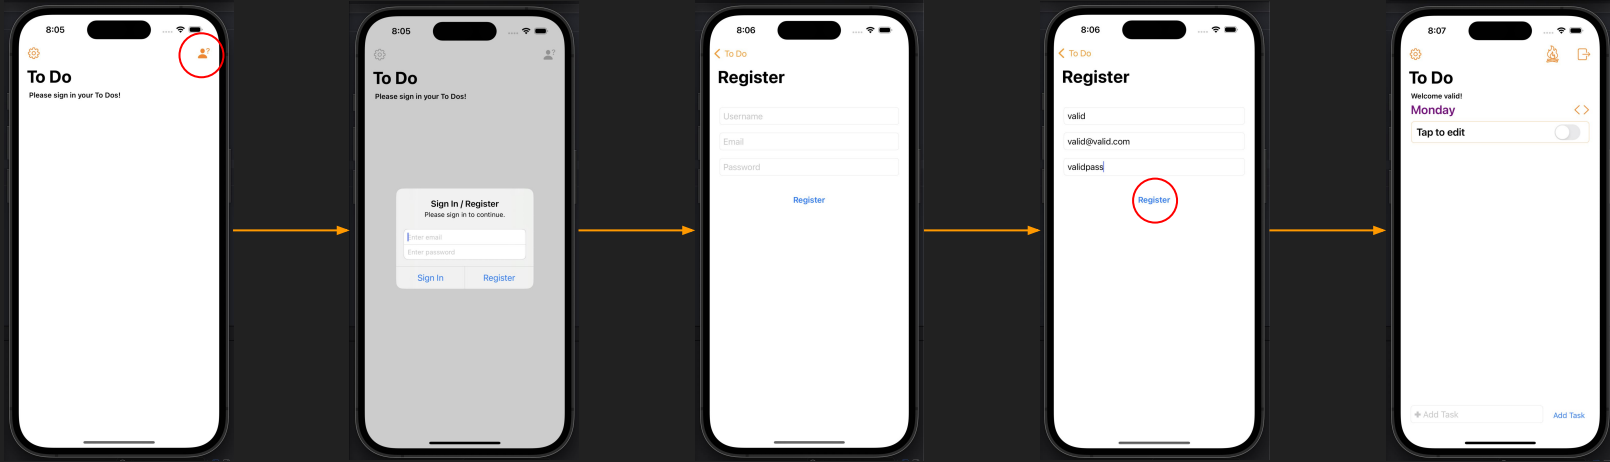 8:05
To Do
Please sign in your To Dos!
8:05
To Do
Please sign in your To Dos!
Sign In / Register
Please sign in to continue.
Enter email
Enter password
Sign In Register
8:06
To Do
Register
Username
Email
Password
Register
8:06
To Do
Register
valid
valid@valid.com
validpass
Register
8:07
To Do
Welcome valid!
Monday
Tap to edit
Add Task Add Task